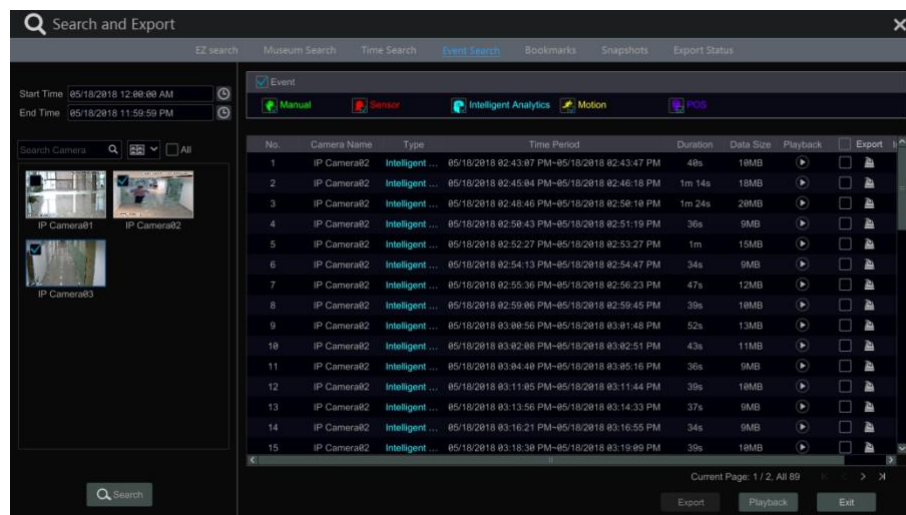 Search and Export
EZ search Museum Search Time Search Event Search Bookmarks Snapshots Export Status
Start Time 05/18/2018 12:00:00 AM
End Time 05/18/2018 11:59:59 PM
Search Camera All
IP Camera01 IP Camera02
IP Camera03
Search
Event
Manual Sensor Intelligent Analytics Motion POS
No. Camera Name Type Time Period Duration Data Size Playback Export
1 IP Camera02 Intelligent ... 05/18/2018 02:43:07 PM~05/18/2018 02:43:47 PM 40s 10MB
2 IP Camera02 Intelligent ... 05/18/2018 02:45:04 PM~05/18/2018 02:46:18 PM 1m 14s 18MB
3 IP Camera02 Intelligent ... 05/18/2018 02:48:46 PM~05/18/2018 02:50:10 PM 1m 24s 20MB
4 IP Camera02 Intelligent ... 05/18/2018 02:50:43 PM~05/18/2018 02:51:19 PM 36s 9MB
5 IP Camera02 Intelligent ... 05/18/2018 02:52:27 PM~05/18/2018 02:53:27 PM 1m 15MB
6 IP Camera02 Intelligent ... 05/18/2018 02:54:13 PM~05/18/2018 02:54:47 PM 34s 9MB
7 IP Camera02 Intelligent ... 05/18/2018 02:55:36 PM~05/18/2018 02:56:23 PM 47s 12MB
8 IP Camera02 Intelligent ... 05/18/2018 02:59:06 PM~05/18/2018 02:59:45 PM 39s 10MB
9 IP Camera02 Intelligent ... 05/18/2018 03:00:56 PM~05/18/2018 03:01:48 PM 52s 13MB
10 IP Camera02 Intelligent ... 05/18/2018 03:02:08 PM~05/18/2018 03:02:51 PM 43s 11MB
11 IP Camera02 Intelligent ... 05/18/2018 03:04:40 PM~05/18/2018 03:05:16 PM 36s 9MB
12 IP Camera02 Intelligent ... 05/18/2018 03:11:05 PM~05/18/2018 03:11:44 PM 39s 10MB
13 IP Camera02 Intelligent ... 05/18/2018 03:13:56 PM~05/18/2018 03:14:33 PM 37s 9MB
14 IP Camera02 Intelligent ... 05/18/2018 03:16:21 PM~05/18/2018 03:16:55 PM 34s 9MB
15 IP Camera02 Intelligent ... 05/18/2018 03:18:30 PM~05/18/2018 03:19:09 PM 39s 10MB
Current Page: 1 / 2, All 89
Export Playback Exit